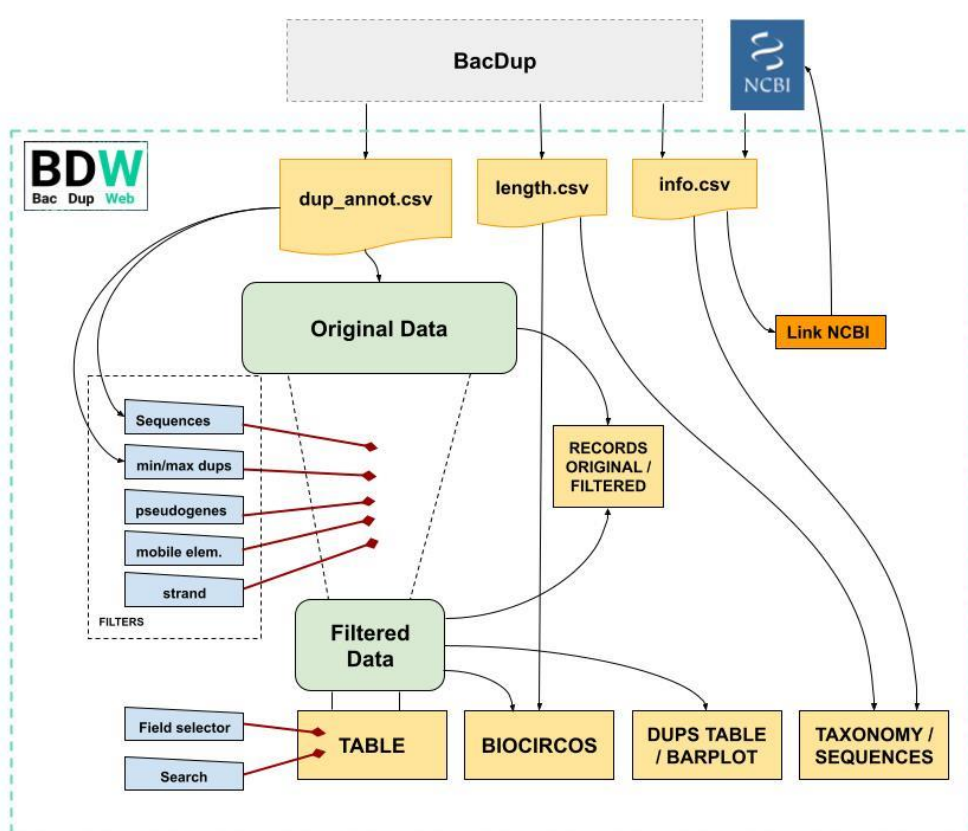 BacDup
NCBI
BDW
Bac Dup Web
dup_annot.csv
length.csv
info.csv
Original Data
Link NCBI
Sequences
min/max dups
pseudogenes
mobile elem.
strand
FILTERS
RECORDS
ORIGINAL /
FILTERED
Filtered
Data
Field selector
Search
TABLE
BIOCIRCOS
DUPS TABLE
/ BARPLOT
TAXONOMY /
SEQUENCES